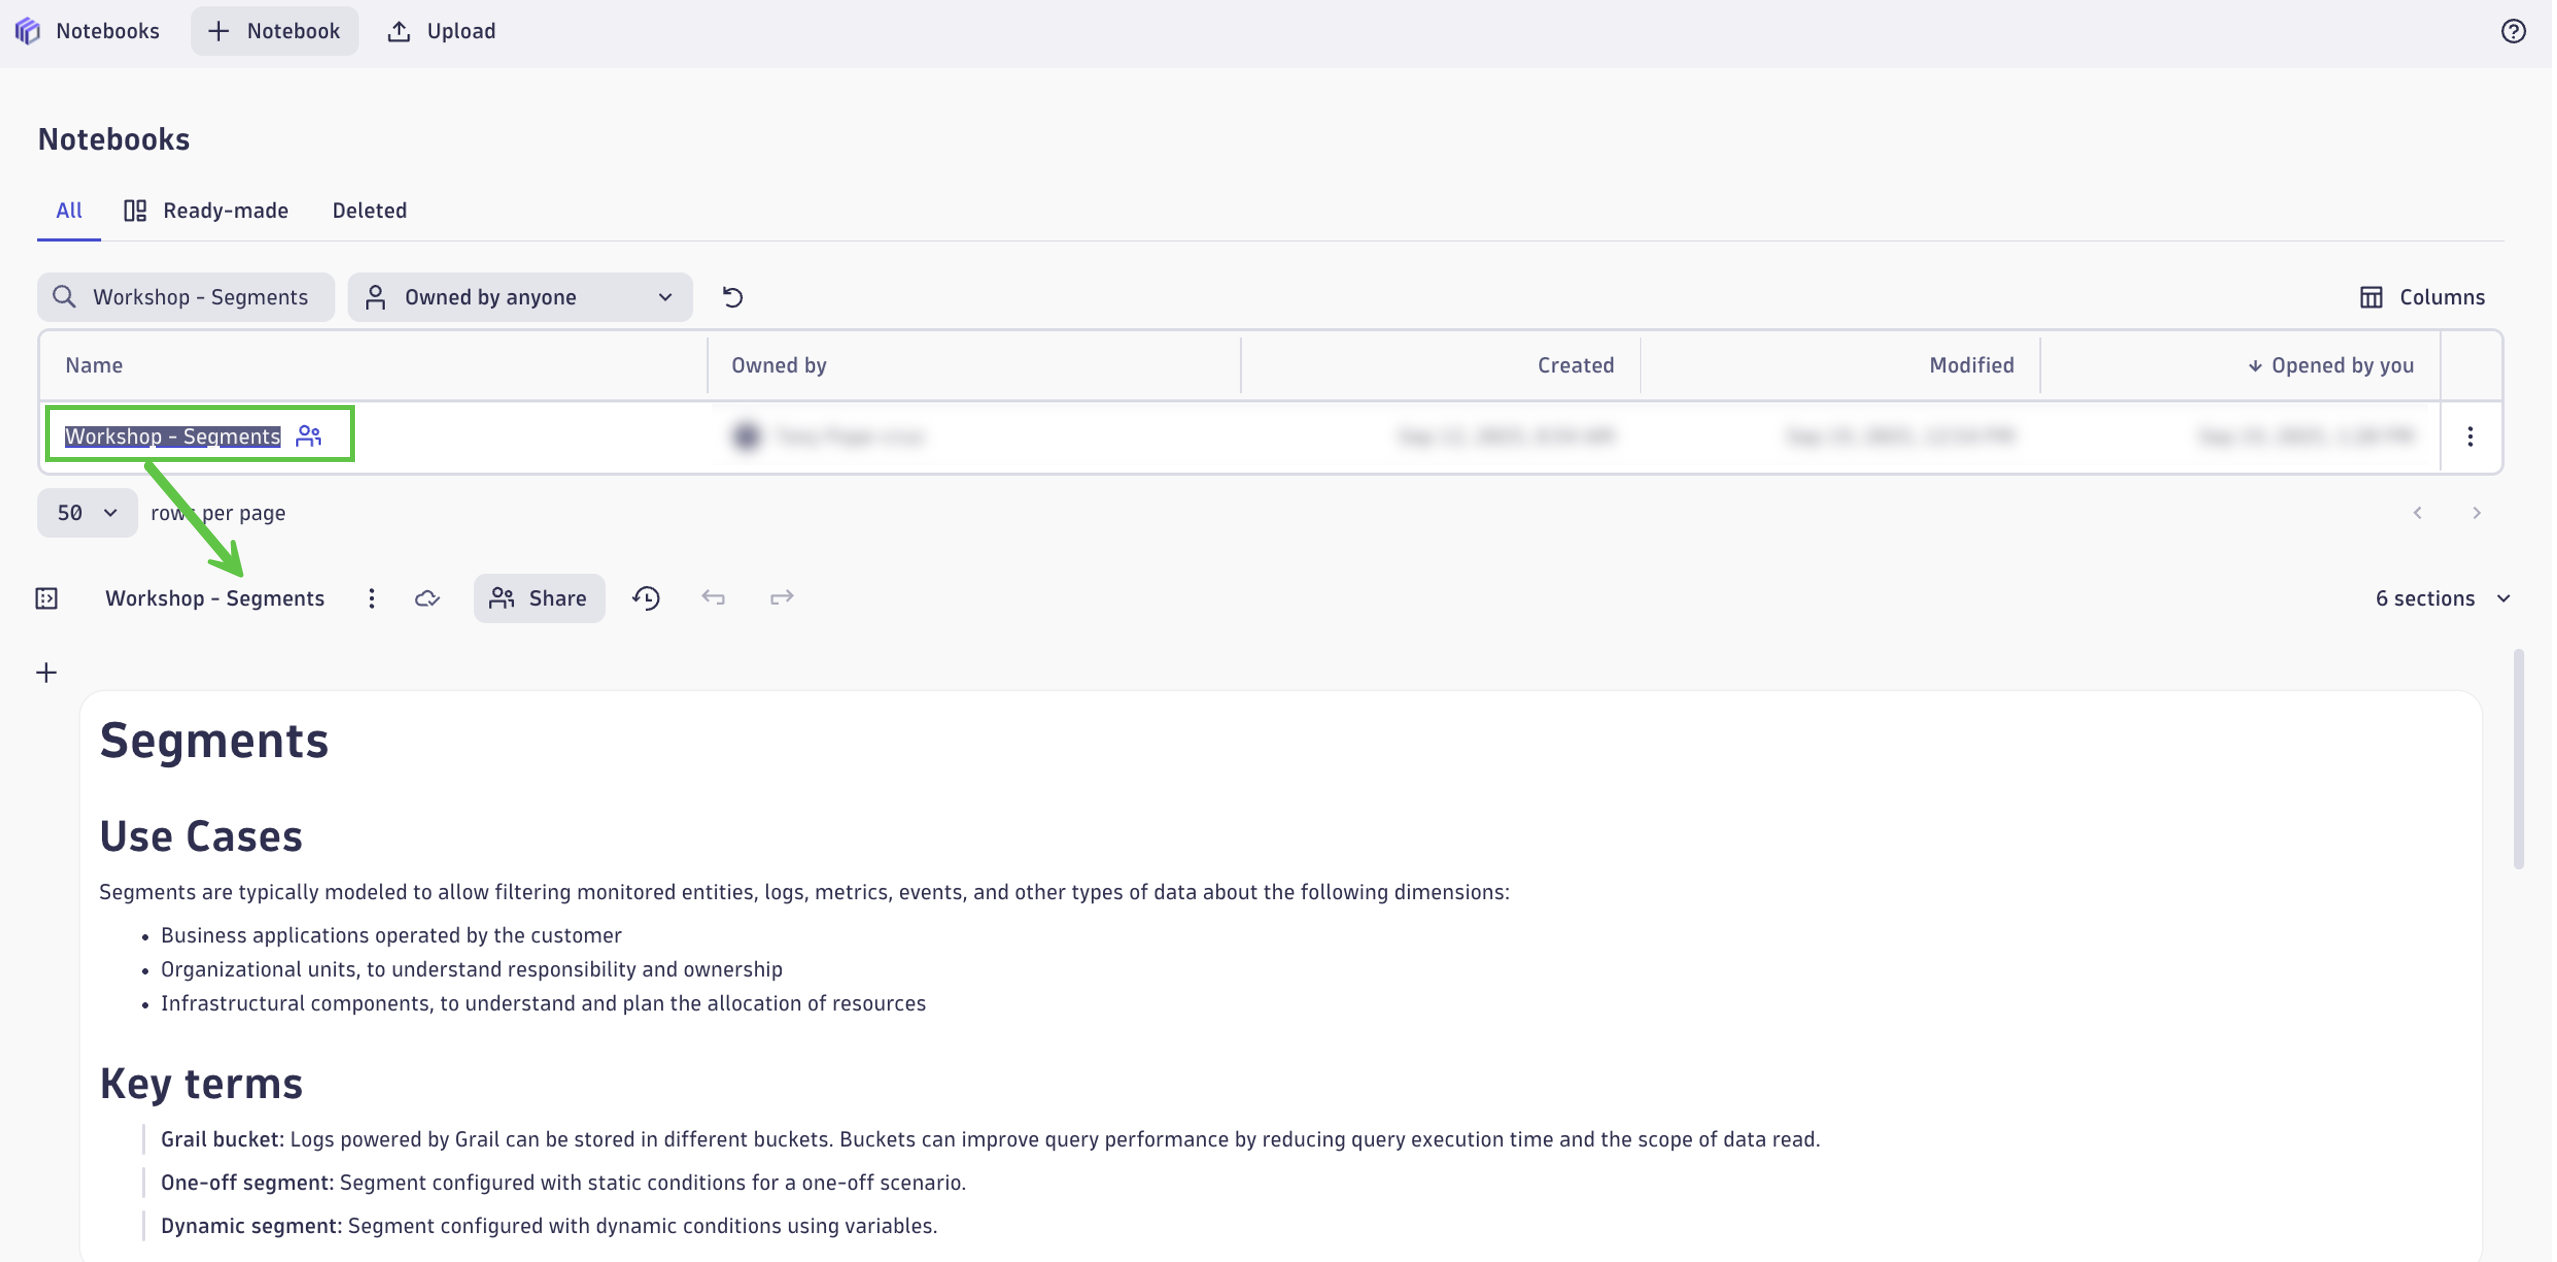 Notebooks
Notebook
Upload
Notebooks
All
Ready-made
Deleted
Workshop - Segments
Owned by anyone
Columns
Name
Owned by
Created
Modified
Opened by you
Workshop - Segments
50
rows per page
Workshop - Segments
Share
6 sections
Segments
Use Cases
Segments are typically modeled to allow filtering monitored entities, logs, metrics, events, and other types of data about the following dimensions:
• Business applications operated by the customer
• Organizational units, to understand responsibility and ownership
• Infrastructural components, to understand and plan the allocation of resources
Key terms
Grail bucket: Logs powered by Grail can be stored in different buckets. Buckets can improve query performance by reducing query execution time and the scope of data read.
One-off segment: Segment configured with static conditions for a one-off scenario.
Dynamic segment: Segment configured with dynamic conditions using variables.